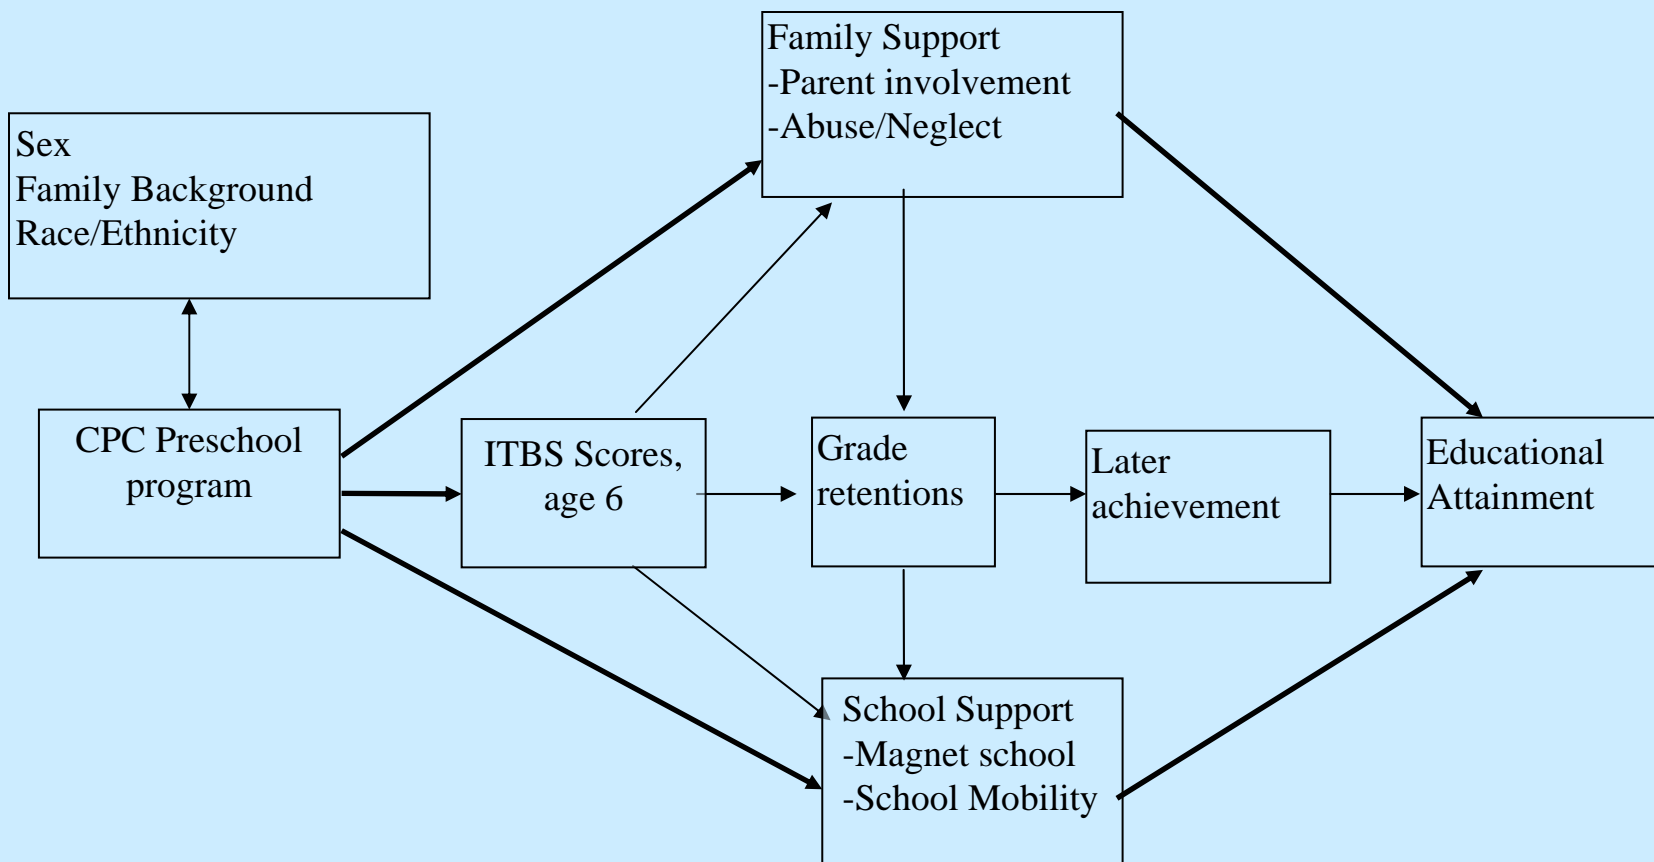 Family Support
-Parent involvement
-Abuse/Neglect
Sex
Family Background
Race/Ethnicity
CPC Preschool
program
ITBS Scores,
age 6
Grade
retentions
Later
achievement
Educational
Attainment
School Support
-Magnet school
-School Mobility